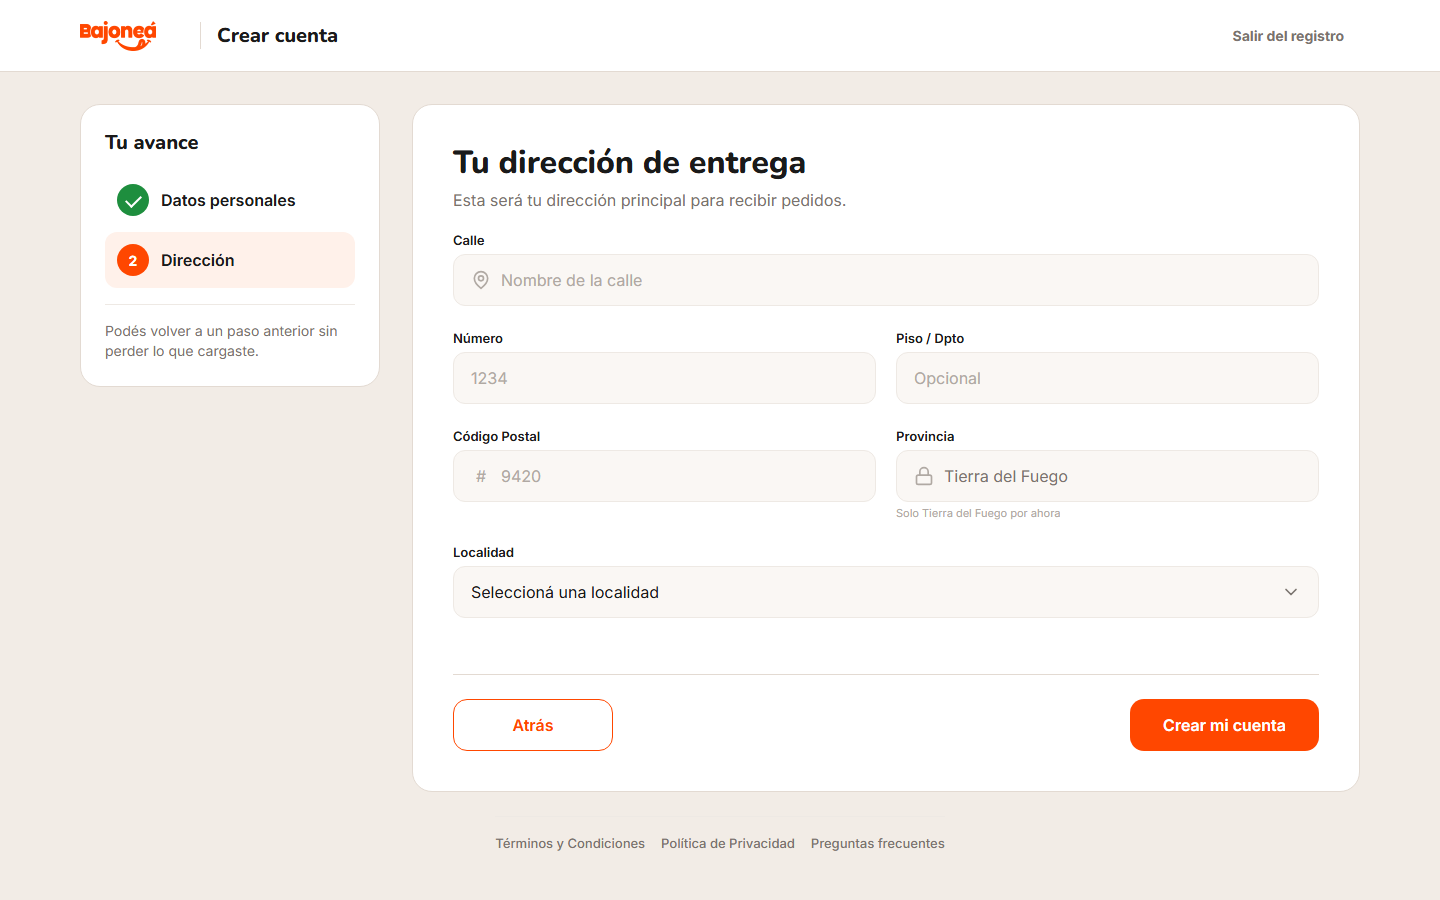 Bajoneá
Crear cuenta
Salir del registro
Tu avance
Datos personales
2
Dirección
Podés volver a un paso anterior sin
perder lo que cargaste.
Tu dirección de entrega
Esta será tu dirección principal para recibir pedidos.
Calle
Nombre de la calle
Número
Piso / Dpto
1234
Opcional
Código Postal
Provincia
# 9420
Tierra del Fuego
Solo Tierra del Fuego por ahora
Localidad
Seleccioná una localidad
Atrás
Crear mi cuenta
Términos y Condiciones
Política de Privacidad
Preguntas frecuentes